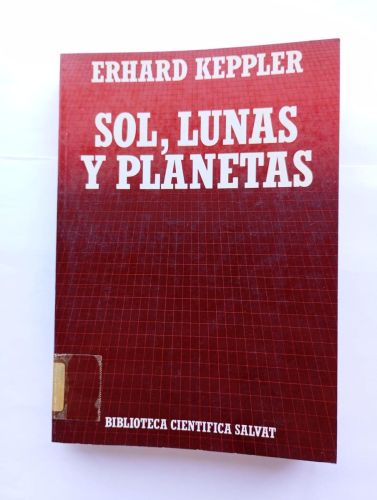 ERHARD KEPPLER
SOL, LUNAS
Y PLANETAS
BIBLIOTECA CIENTIFICA SALVAT